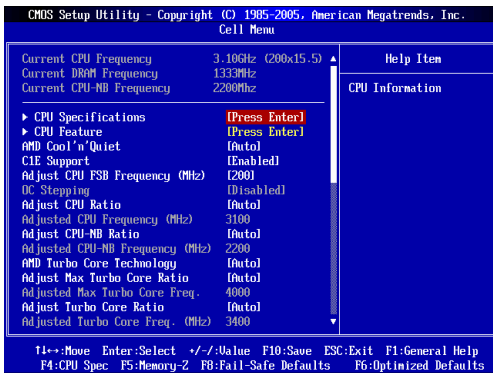 CMOS Setup Utility - Copyright (C) 1985-2005, American Megatrends, Inc.
Cell Menu
Current CPU Frequency 3.10GHz (200x15.5)
Current DRAM Frequency 1333MHz
Current CPU-NB Frequency 2200Mhz
CPU Specifications [Press Enter]
CPU Feature [Press Enter]
AMD Cool'n'Quiet [Auto]
C1E Support [Enabled]
Adjust CPU FSB Frequency (MHz) [200]
OC Stepping [Disabled]
Adjust CPU Ratio [Auto]
Adjusted CPU Frequency (MHz) 3100
Adjust CPU-NB Ratio [Auto]
Adjusted CPU-NB Frequency (MHz) 2200
AMD Turbo Core Technology [Auto]
Adjust Max Turbo Core Ratio [Auto]
Adjusted Max Turbo Core Freq. 4000
Adjust Turbo Core Ratio [Auto]
Adjusted Turbo Core Freq. (MHz) 3400
Help Item
CPU Information
↑↓←→:Move Enter:Select +/-/:Value F10:Save ESC:Exit F1:General Help
F4:CPU Spec F5:Memory-Z F8:Fail-Safe Defaults F6:Optimized Defaults